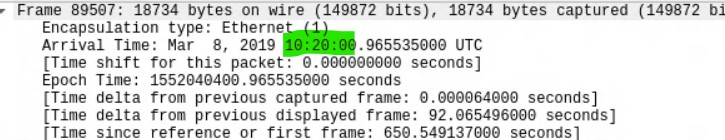 Frame 89507: 18734 bytes on wire (149872 bits), 18734 bytes captured (149872 bi
Encapsulation type: Ethernet (1)
Arrival Time: Mar  8, 2019 10:20:00.965535000 UTC
[Time shift for this packet: 0.000000000 seconds]
Epoch Time: 1552040400.965535000 seconds
[Time delta from previous captured frame: 0.000064000 seconds]
[Time delta from previous displayed frame: 92.065496000 seconds]
[Time since reference or first frame: 650.549137000 seconds]